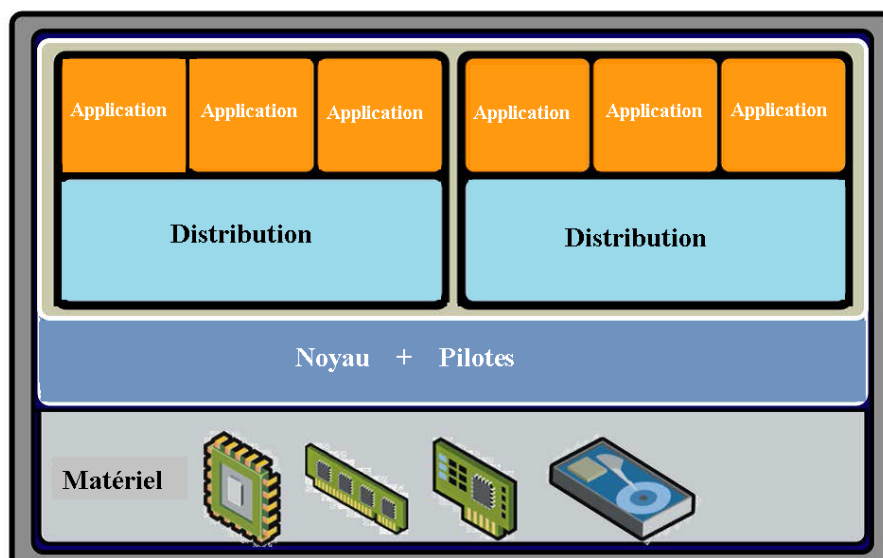 Application Application Application Application Application Application
Distribution Distribution
Noyau + Pilotes
Matériel